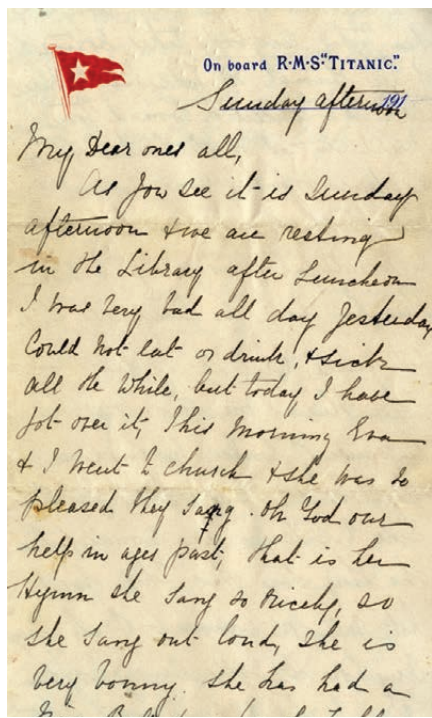 On board R·M·S "TITANIC."
Sunday afternoon 191
My Dear ones all,
As you see it is Sunday
afternoon & we are resting
in the Library after Luncheon
I was very bad all day yesterday
Could not eat or drink, & sick
all the while, but today I have
got over it, This morning Eva
& I went to church & she was so
pleased they sang Oh God our
help in ages past, that is her
Hymn she sang so nicely, so
she sang out loud, she is
very bonny. She has had a